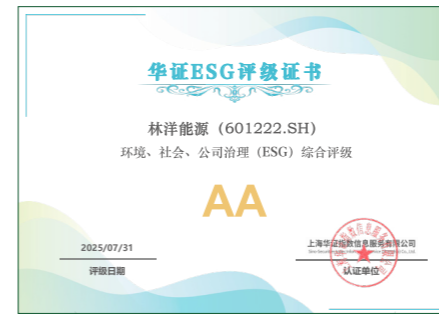 华证ESG评级证书
林洋能源（601222.SH）
环境、社会、公司治理（ESG）综合评级
AA
2025/07/31
评级日期
上海华证指数信息服务有限公司
认证单位